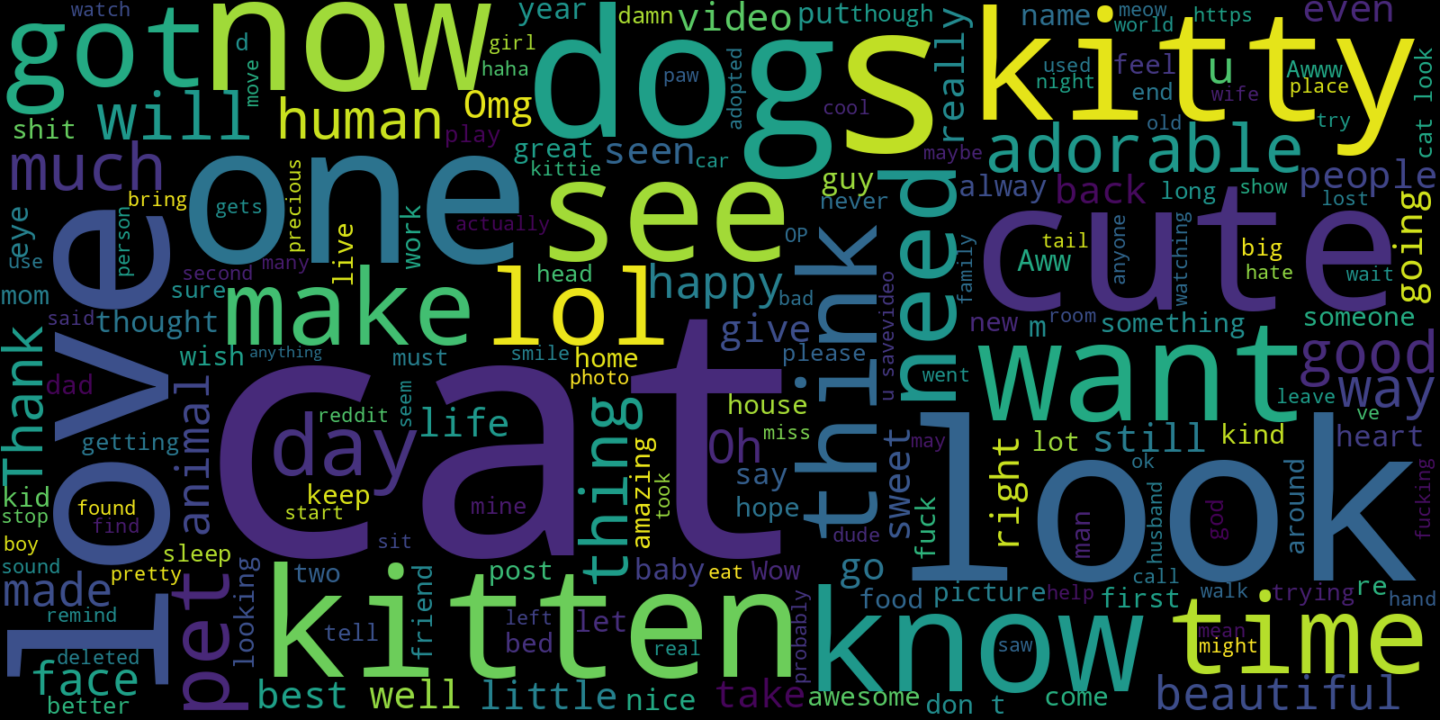 watch
got
now
d
move
girl
haha
Omg
year
damn
video
put
though
dog
s
paw
adopted
cool
really
kitty
name
meow
world
https
even
used
night
feel
end
u
wife
Awww
place
try
cat look
shit
will
human
play
great
kittie
seen
car
guy
never
maybe
old
adorable
much
one
see
bring
gets
precious
person
eye
use
love
live
work
actually
second
many
head
OP
alway
back
long
show
people
lost
need
cute
tail
Aww
anyone
watching
big
hate
wait
going
family
mom
said
thought
sure
make
lol
happy
bad
think
u savevideo
new
m
room
something
someone
wish
anything
must
smile
home
photo
give
please
went
want
good
leave
way
ve
Thank
dad
animal
getting
cat
day
reddit
seem
life
thing
amazing
took
house
miss
Oh
say
hope
sweet
may
lot
still
kind
heart
right
look
ok
kid
stop
boy
sound
found
find
sleep
pretty
keep
start
mine
sit
dude
fuck
man
husband
god
around
fucking
made
remind
pet
looking
two
kitten
tell
friend
post
left
bed
let
baby
eat
Wow
real
probably
go
food
picture
help
call
first
walk
trying
re
hand
know
saw
mean
might
time
deleted
face
better
best
well
little
nice
take
awesome
don t
come
beautiful